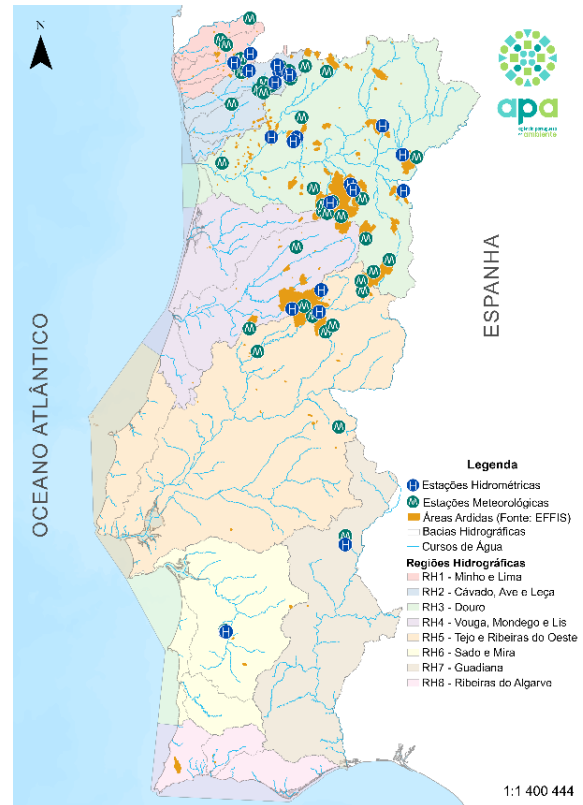 N
apa
agência portuguesa
do ambiente
ESPANHA
OCEANO ATLÂNTICO
Legenda
H Estações Hidrométricas
M Estações Meteorológicas
Áreas Ardidas (Fonte: EFFIS)
Bacias Hidrográficas
Cursos de Água
Regiões Hidrográficas
RH1 - Minho e Lima
RH2 - Cávado, Ave e Leça
RH3 - Douro
RH4 - Vouga, Mondego e Lis
RH5 - Tejo e Ribeiras do Oeste
RH6 - Sado e Mira
RH7 - Guadiana
RH8 - Ribeiras do Algarve
1:1 400 444